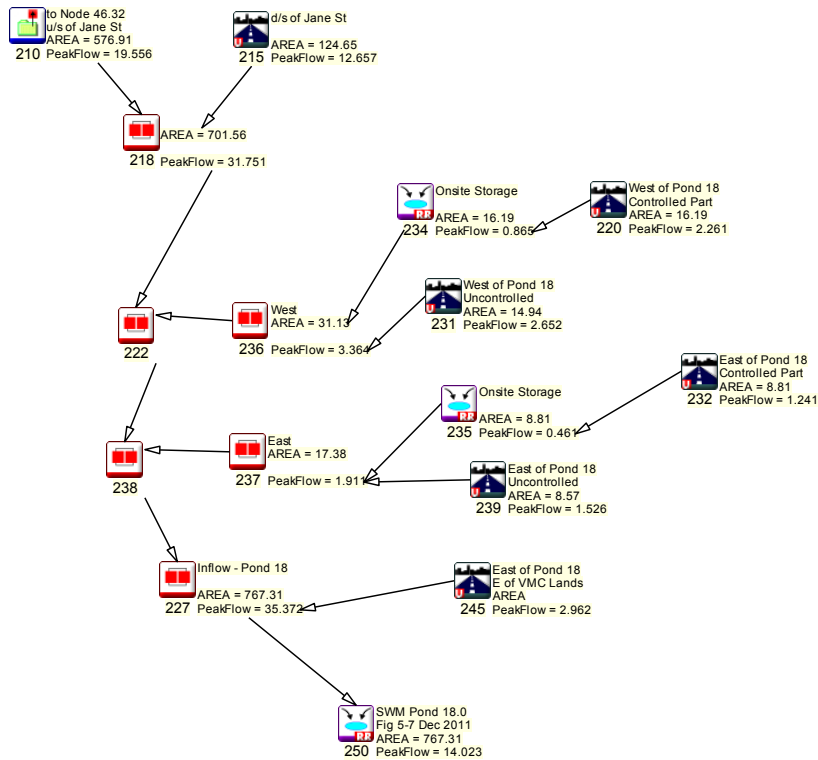 to Node 46.32
u/s of Jane St
AREA = 576.91
210 PeakFlow = 19.556
d/s of Jane St
U
AREA = 124.65
215 PeakFlow = 12.657
AREA = 701.56
218 PeakFlow = 31.751
Onsite Storage
RR
AREA = 16.19
234 PeakFlow = 0.865
West of Pond 18
Controlled Part
U
AREA = 16.19
220 PeakFlow = 2.261
West of Pond 18
Uncontrolled
U
AREA = 14.94
231 PeakFlow = 2.652
West
AREA = 31.13
236 PeakFlow = 3.364
222
East of Pond 18
Controlled Part
U
AREA = 8.81
232 PeakFlow = 1.241
Onsite Storage
RR
AREA = 8.81
235 PeakFlow = 0.461
East
AREA = 17.38
237 PeakFlow = 1.911
238
East of Pond 18
Uncontrolled
U
AREA = 8.57
239 PeakFlow = 1.526
Inflow - Pond 18
AREA = 767.31
227 PeakFlow = 35.372
East of Pond 18
E of VMC Lands
U
AREA
245 PeakFlow = 2.962
SWM Pond 18.0
Fig 5-7 Dec 2011
RR
AREA = 767.31
250 PeakFlow = 14.023